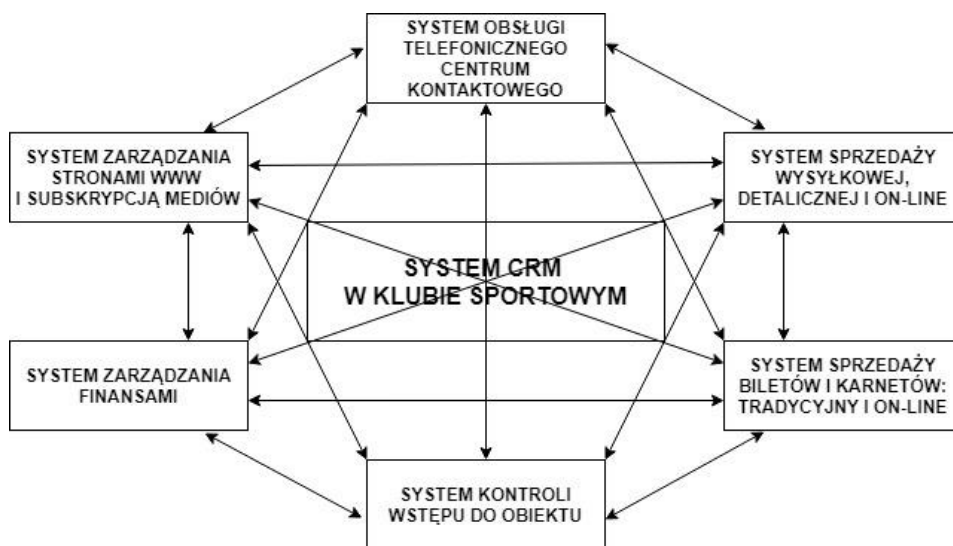 SYSTEM OBSŁUGI
TELEFONICZNEGO
CENTRUM
KONTAKTOWEGO
SYSTEM ZARZĄDZANIA
STRONAMI WWW
I SUBSKRYPCJĄ MEDIÓW
SYSTEM SPRZEDAŻY
WYSYŁKOWEJ,
DETALICZNEJ I ON-LINE
SYSTEM CRM
W KLUBIE SPORTOWYM
SYSTEM ZARZĄDZANIA
FINANSAMI
SYSTEM SPRZEDAŻY
BILETÓW I KARNETÓW:
TRADYCYJNY I ON-LINE
SYSTEM KONTROLI
WSTĘPU DO OBIEKTU